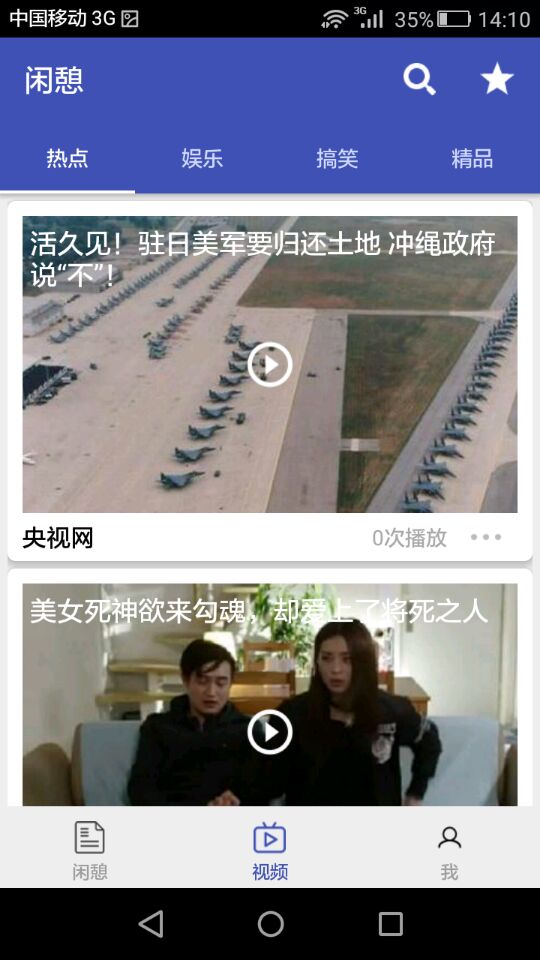 中国移动 3G
3G
35%
14:10
闲憩
热点
娱乐
搞笑
精品
活久见！驻日美军要归还土地 冲绳政府
说“不”！
央视网
0次播放
美女死神欲来勾魂，却爱上了将死之人
闲憩
视频
我